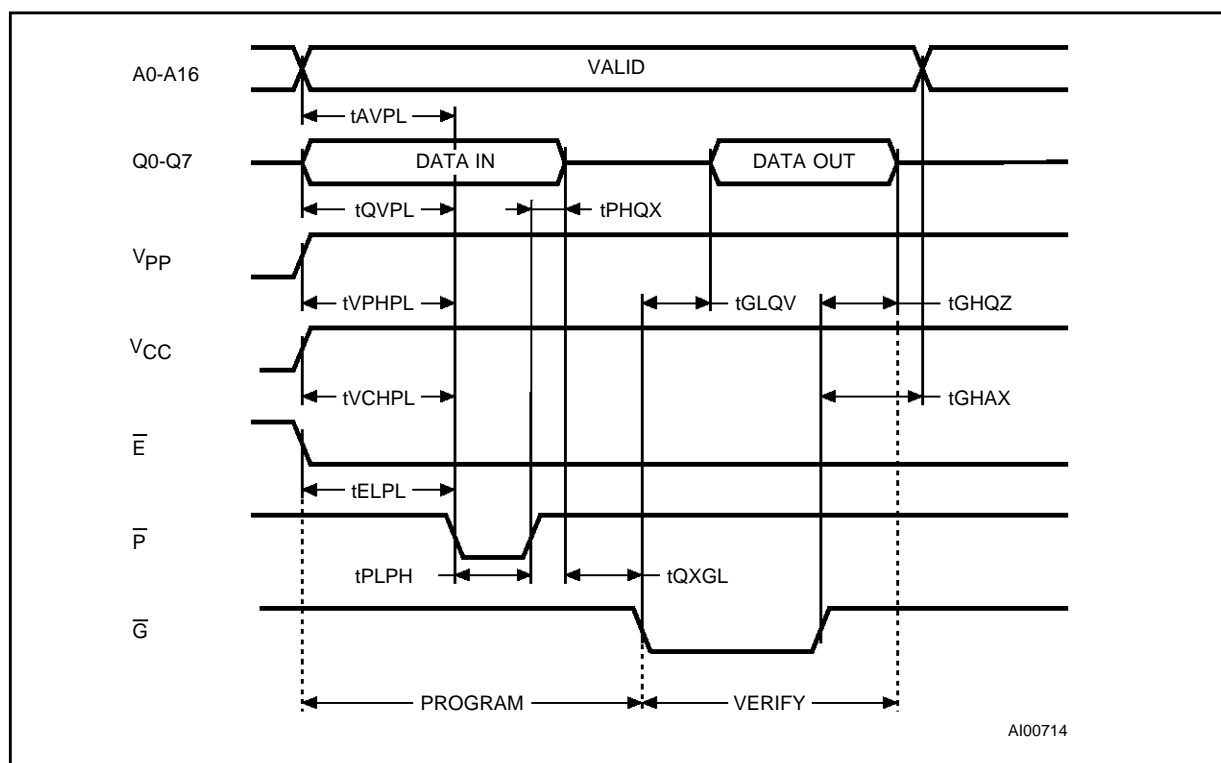 A0-A16
VALID
tAVPL
Q0-Q7
DATA IN
DATA OUT
tQVPL
tPHQX
VPP
tVPHPL
tGLQV
tGHQZ
VCC
tVCHPL
tGHAX
E̅
tELPL
P̅
tPLPH
tQXGL
G̅
PROGRAM
VERIFY
AI00714